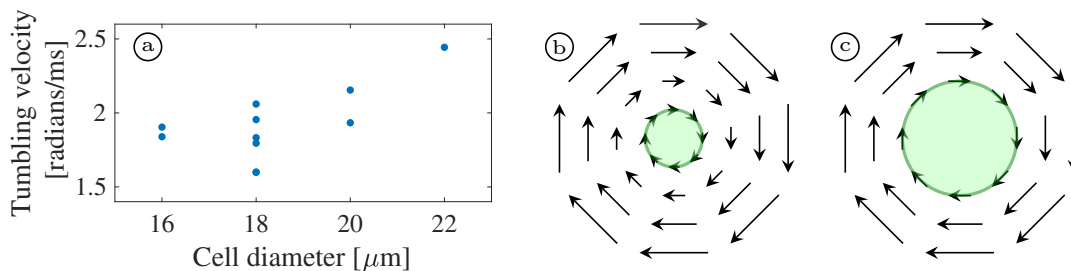 a
b
c
Tumbling velocity
[radians/ms]
2.5
2
1.5
16
18
20
22
Cell diameter [μm]